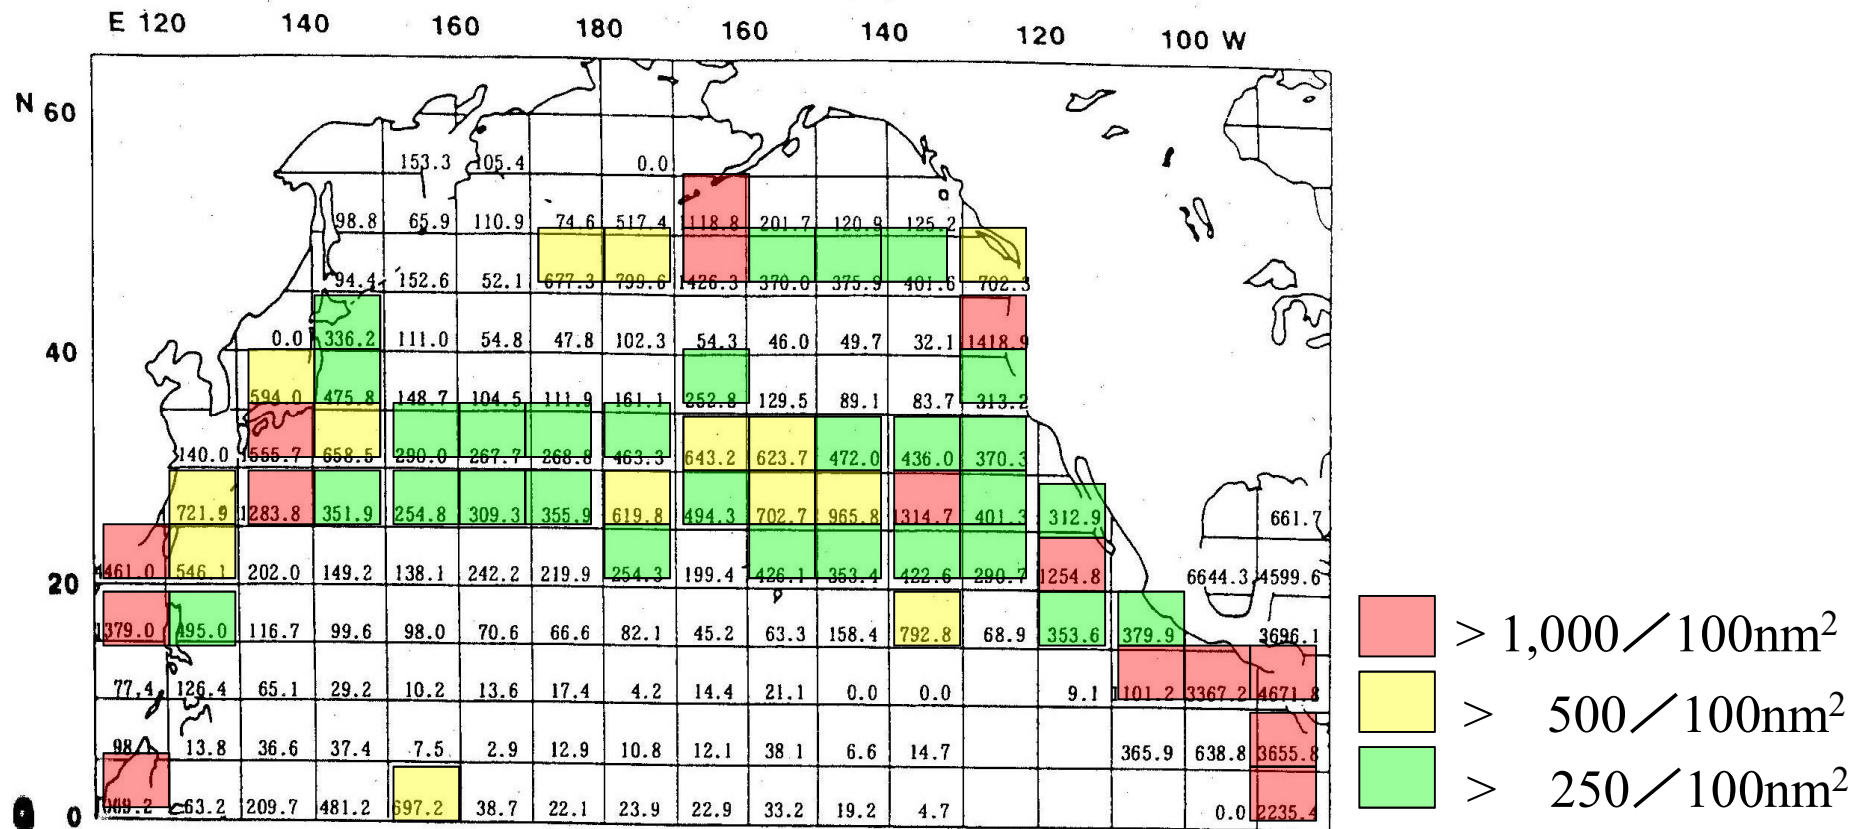 E 120 140 160 180 160 140 120 100 W
N 60
153.3 105.4 0.0
98.8 65.9 110.9 74.6 517.4 1118.8 201.7 120.9 125.2
94.4 152.6 52.1 677.3 799.6 1426.3 370.0 375.9 401.6 702.3
0.0 336.2 111.0 54.8 47.8 102.3 54.3 46.0 49.7 32.1 1418.9
40
594.0 475.8 148.7 104.5 111.9 161.1 252.8 129.5 89.1 83.7 313.2
140.0 1555.7 658.5 290.0 267.7 268.8 463.3 643.2 623.7 472.0 436.0 370.3
721.9 1283.8 351.9 254.8 309.3 355.9 619.8 494.3 702.7 965.8 1314.7 401.3 312.9 661.7
4461.0 546.1 202.0 149.2 138.1 242.2 219.9 254.3 199.4 426.1 353.4 422.6 290.7 1254.8 6644.3 4599.6
20
1379.0 495.0 116.7 99.6 98.0 70.6 66.6 82.1 45.2 63.3 158.4 792.8 68.9 353.6 379.9 3696.1
77.4 126.4 65.1 29.2 10.2 13.6 17.4 4.2 14.4 21.1 0.0 0.0 9.1 1101.2 3367.2 4671.8
13.8 36.6 37.4 7.5 2.9 12.9 10.8 12.1 38.1 6.6 14.7 365.9 638.8 3655.8
63.2 209.7 481.2 697.2 38.7 22.1 23.9 22.9 33.2 19.2 4.7 0.0 2235.4
0
> 1,000／100nm²
> 500／100nm²
> 250／100nm²